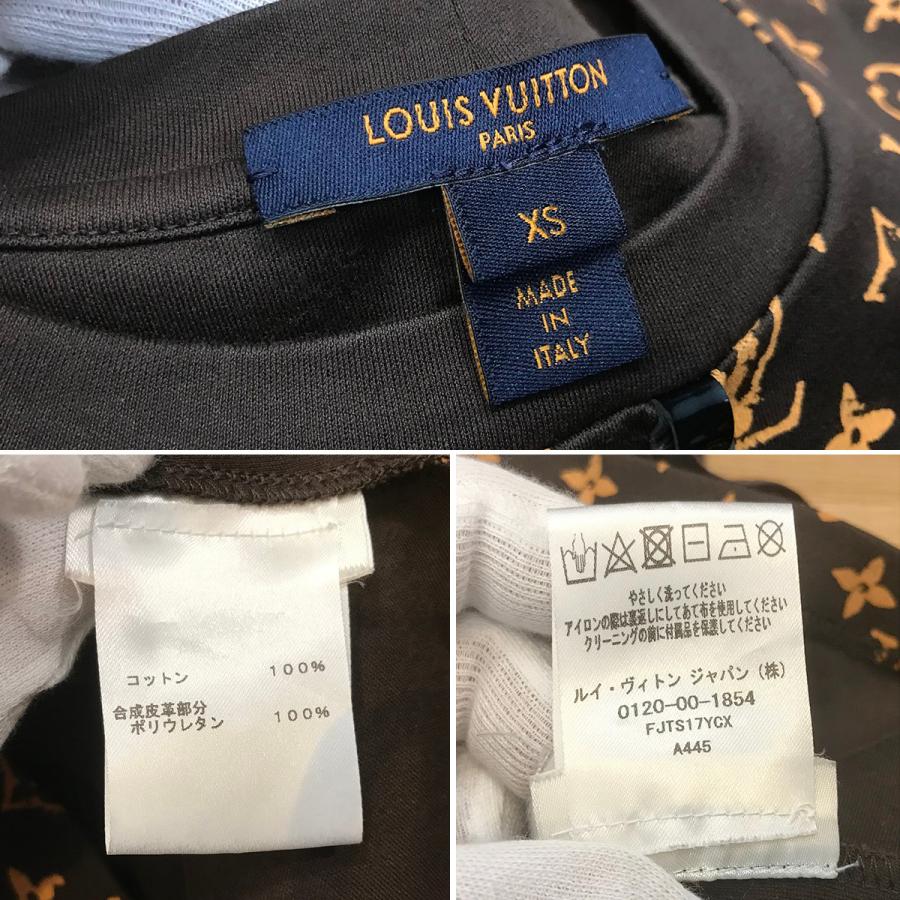 LOUIS VUITTON
PARIS
XS
MADE
IN
ITALY
コットン 100%
合成皮革部分
ポリウレタン 100%
やさしく洗ってください
アイロンの際は裏返しにしてあて布を使用してください
クリーニングの前に付属品を保護してください
ルイ・ヴィトン ジャパン (株)
0120-00-1854
FJTS17YCX
A445